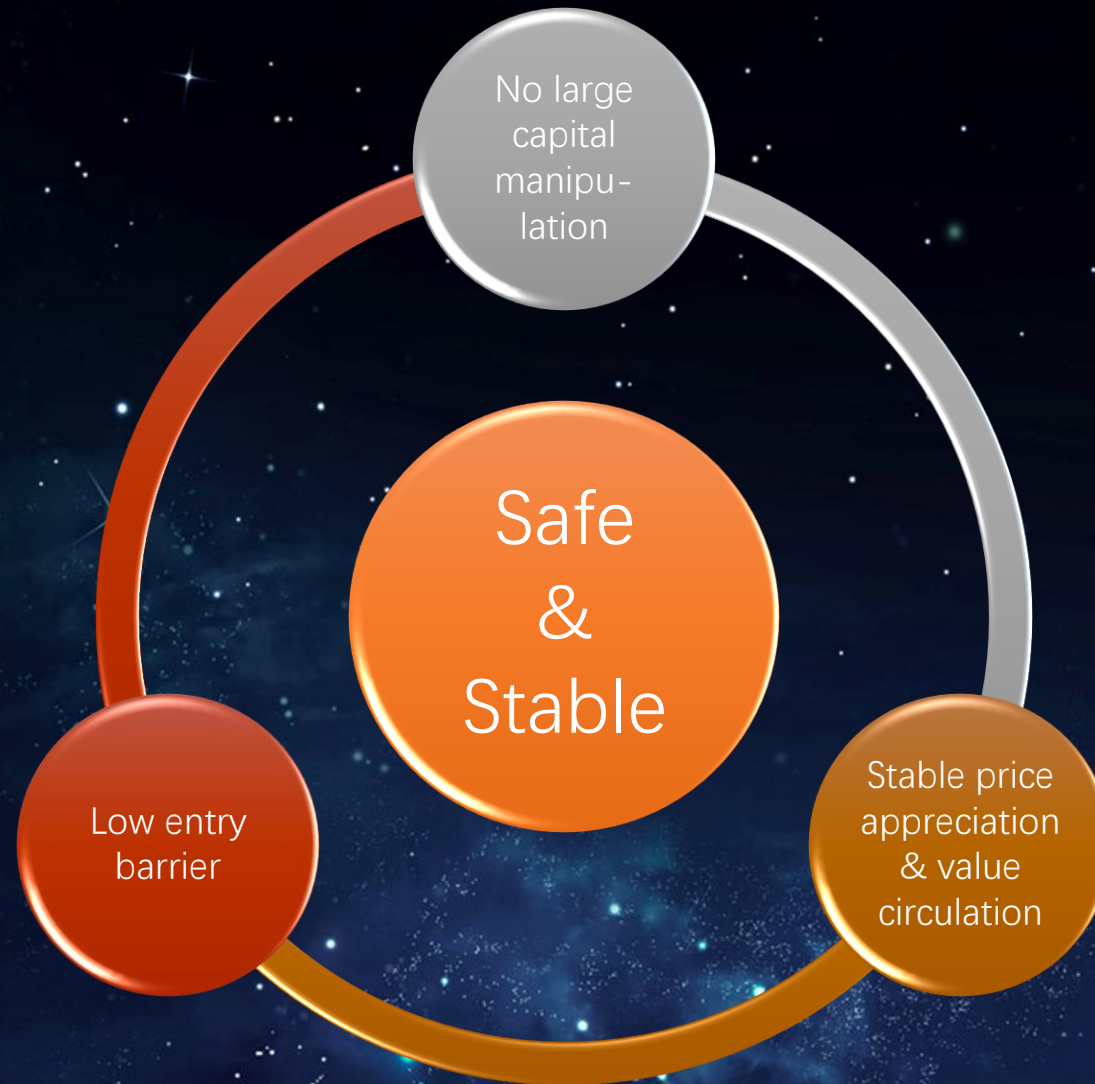 No large
capital
manipu-
lation
Safe
&
Stable
Low entry
barrier
Stable price
appreciation
& value
circulation